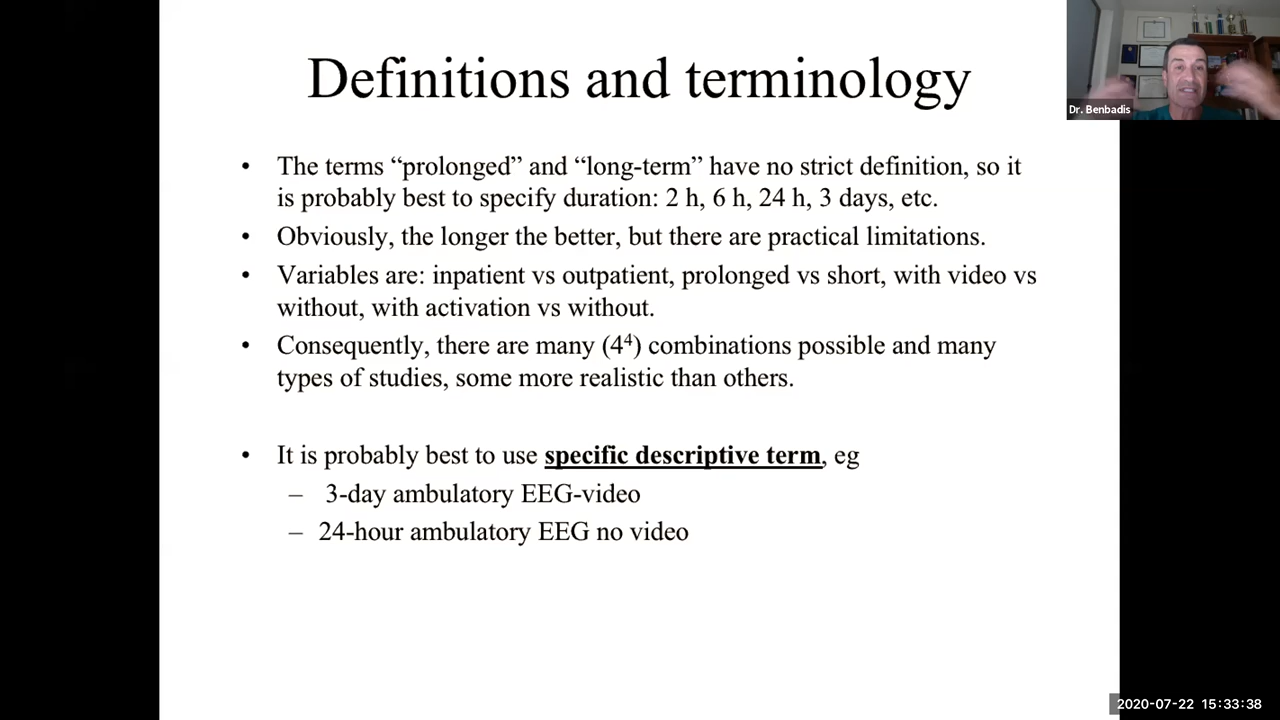 Definitions and terminology
Dr. Benbadis
• The terms “prolonged” and “long-term” have no strict definition, so it
is probably best to specify duration: 2 h, 6 h, 24 h, 3 days, etc.
• Obviously, the longer the better, but there are practical limitations.
• Variables are: inpatient vs outpatient, prolonged vs short, with video vs
without, with activation vs without.
• Consequently, there are many (4⁴) combinations possible and many
types of studies, some more realistic than others.
• It is probably best to use specific descriptive term, eg
– 3-day ambulatory EEG-video
– 24-hour ambulatory EEG no video
2020-07-22 15:33:38